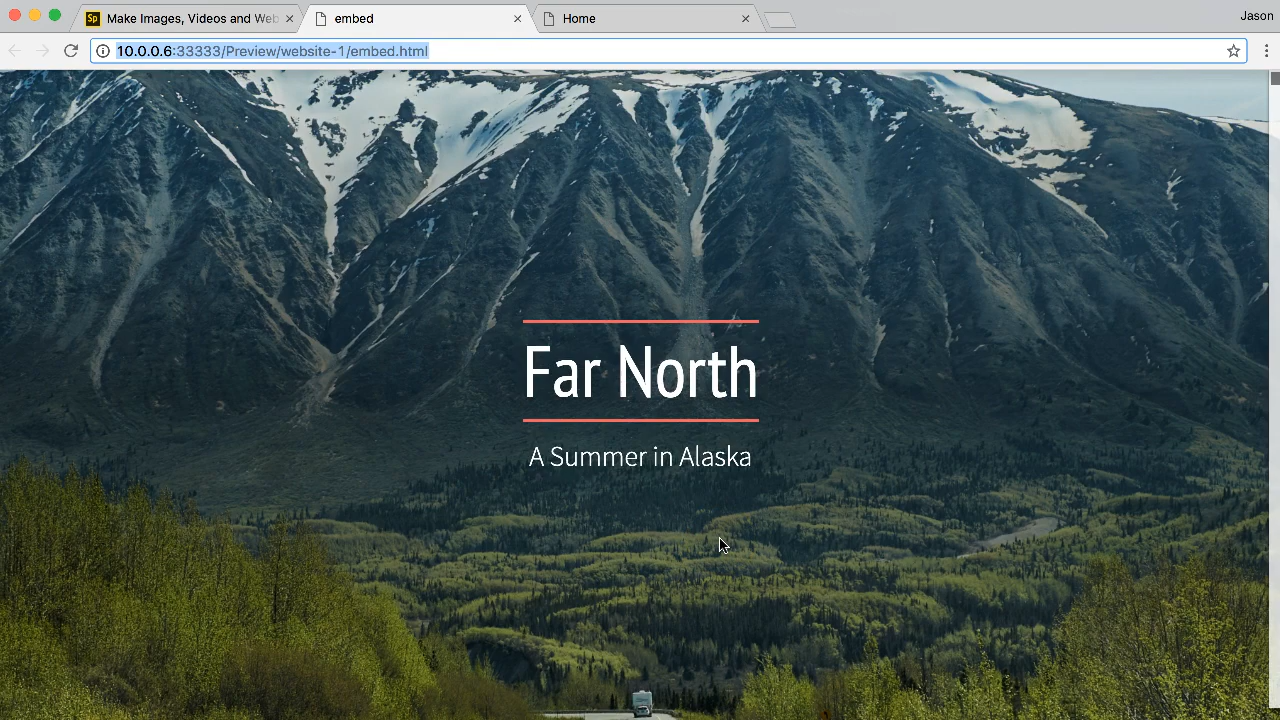 Make Images, Videos and Web
embed
Home
Jason
10.0.0.6:33333/Preview/website-1/embed.html
Far North
A Summer in Alaska